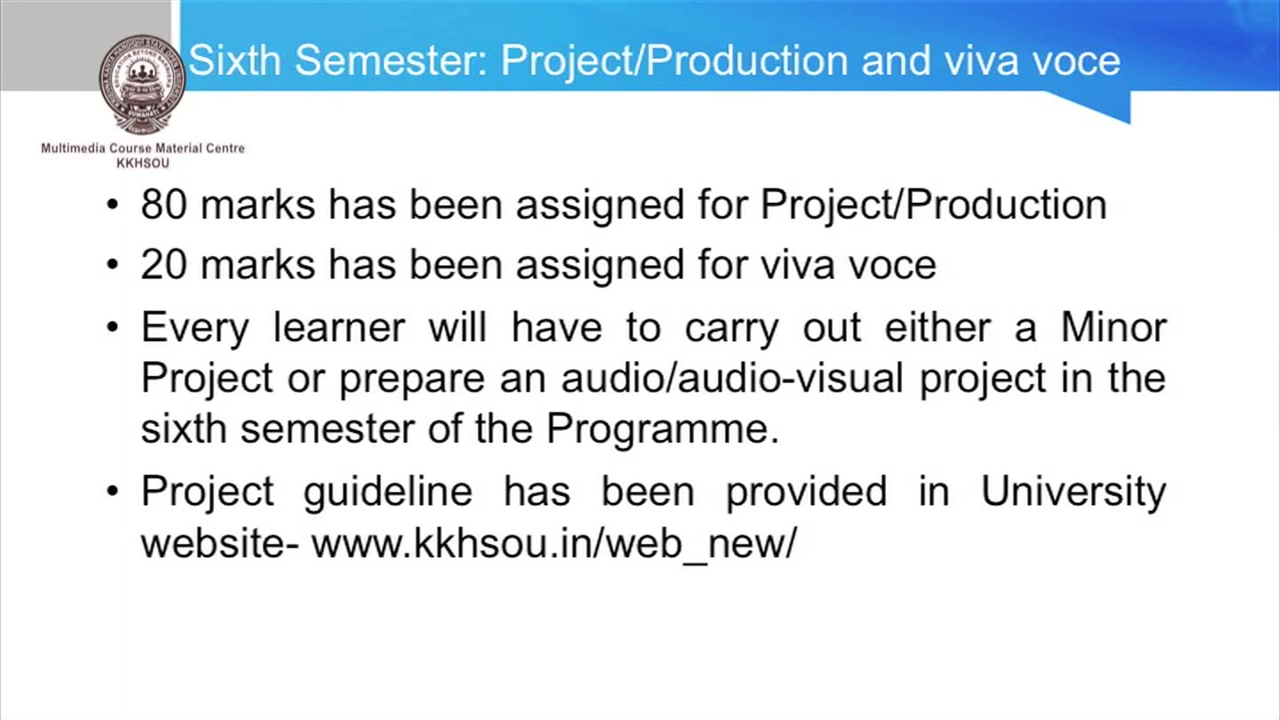 Sixth Semester: Project/Production and viva voce
Multimedia Course Material Centre
KKHSOU
• 80 marks has been assigned for Project/Production
• 20 marks has been assigned for viva voce
• Every learner will have to carry out either a Minor
Project or prepare an audio/audio-visual project in the
sixth semester of the Programme.
• Project guideline has been provided in University
website- www.kkhsou.in/web_new/